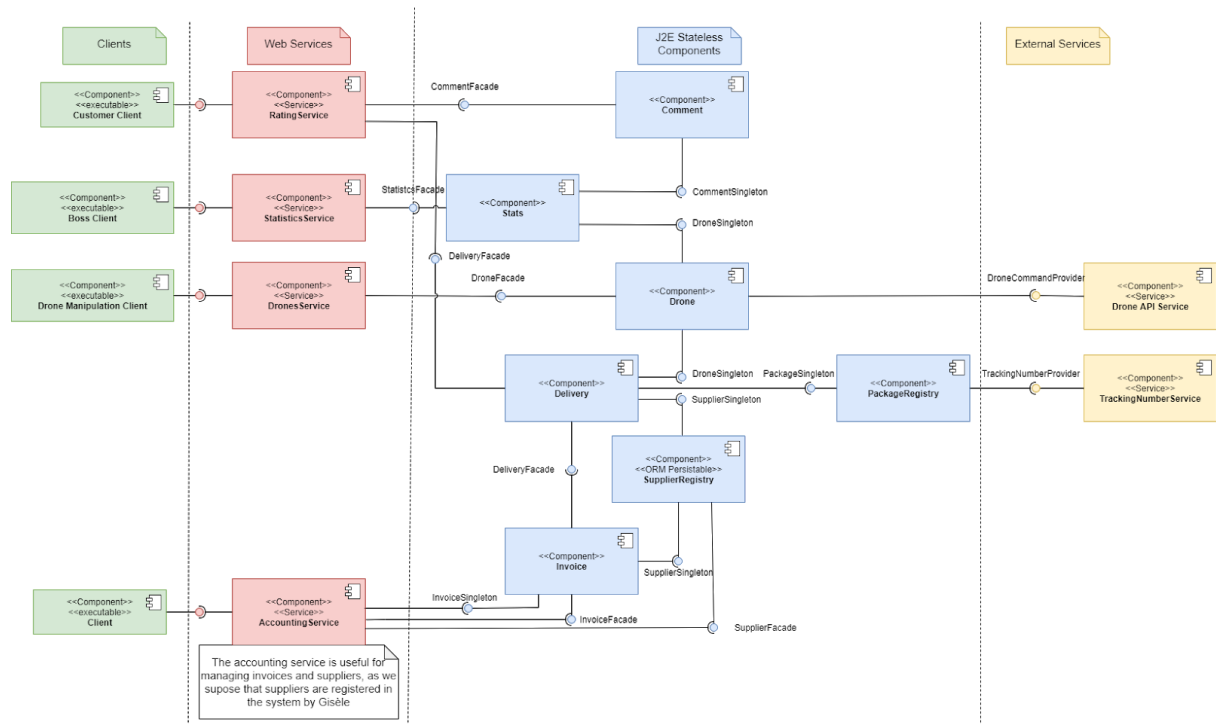 Clients
Web Services
J2E Stateless
Components
External Services
<<Component>>
<<executable>>
Customer Client
<<Component>>
<<Service>>
RatingService
CommentFacade
<<Component>>
Comment
<<Component>>
<<executable>>
Boss Client
<<Component>>
<<Service>>
StatisticsService
StatistcsFacade
<<Component>>
Stats
CommentSingleton
DroneSingleton
DeliveryFacade
<<Component>>
<<executable>>
Drone Manipulation Client
<<Component>>
<<Service>>
DronesService
DroneFacade
<<Component>>
Drone
DroneCommandProvider
<<Component>>
<<Service>>
Drone API Service
<<Component>>
Delivery
DroneSingleton
PackageSingleton
SupplierSingleton
<<Component>>
PackageRegistry
TrackingNumberProvider
<<Component>>
<<Service>>
TrackingNumberService
DeliveryFacade
<<Component>>
<<ORM Persistable>>
SupplierRegistry
<<Component>>
Invoice
SupplierSingleton
<<Component>>
<<executable>>
Client
<<Component>>
<<Service>>
AccountingService
InvoiceSingleton
InvoiceFacade
SupplierFacade
The accounting service is useful for
managing invoices and suppliers, as we
supose that suppliers are registered in
the system by Gisèle